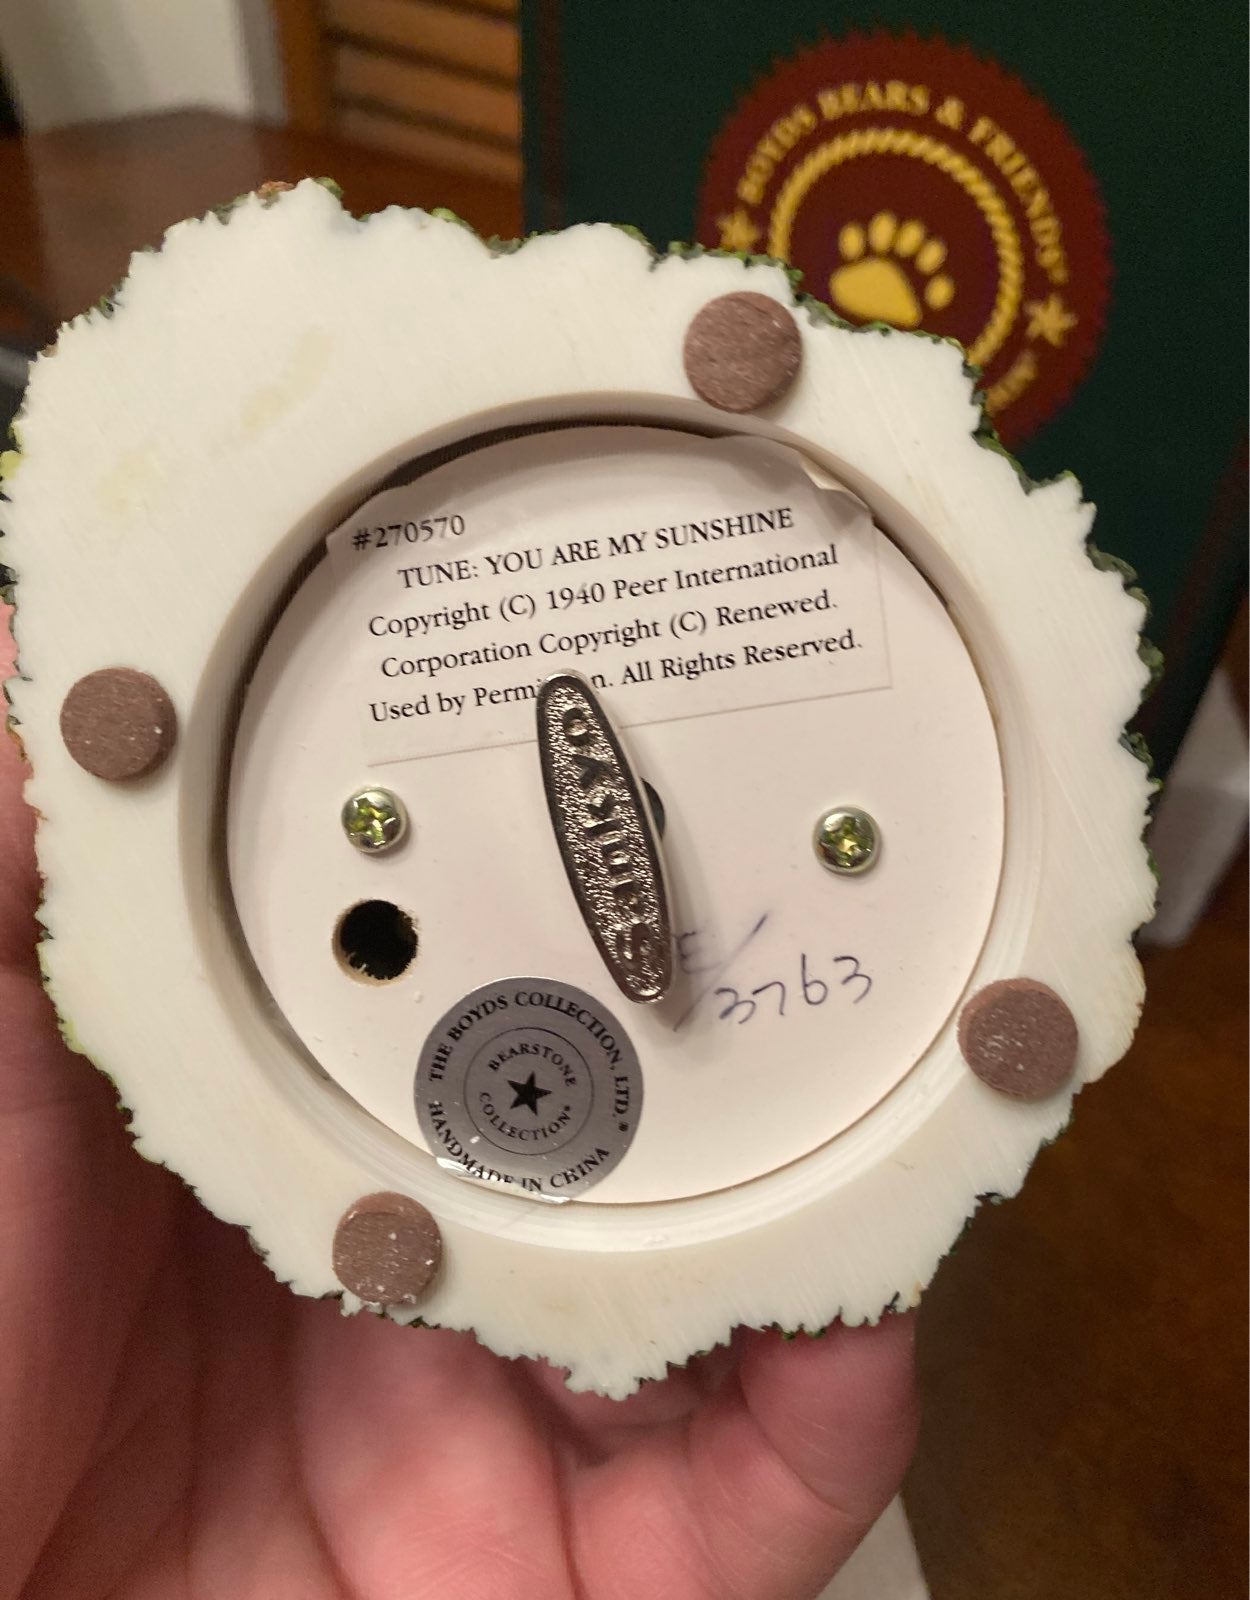 BOYDS BEARS & FRIENDS
#270570
TUNE: YOU ARE MY SUNSHINE
Copyright (C) 1940 Peer International
Corporation Copyright (C) Renewed.
Used by Permi n. All Rights Reserved.
SANKYO
E/3763
THE BOYDS COLLECTION, LTD.®
BEARSTONE
COLLECTION®
HANDMADE IN CHINA